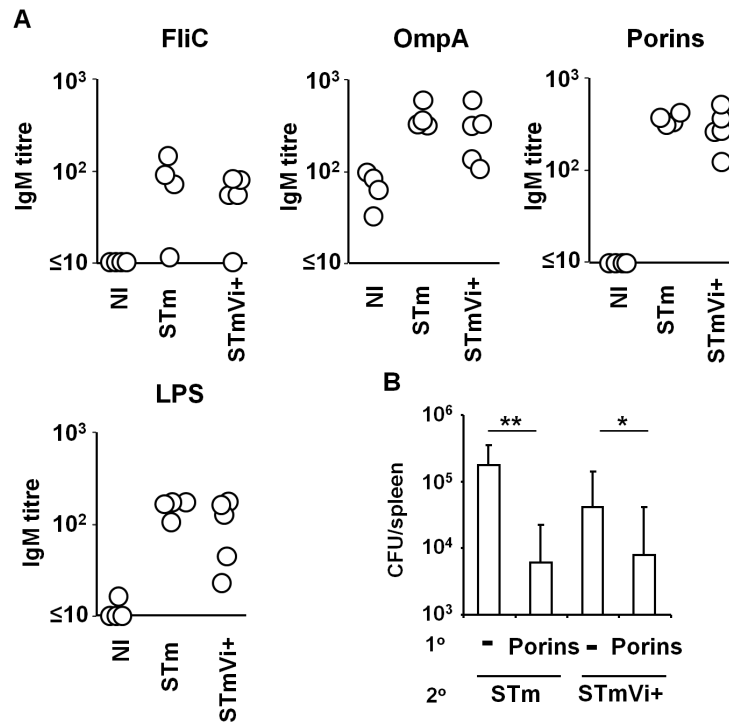 A
FliC
OmpA
Porins
IgM titre
10³
10²
≤10
NI
STm
STmVi+
IgM titre
10³
10²
≤10
NI
STm
STmVi+
IgM titre
10³
10²
≤10
NI
STm
STmVi+
LPS
IgM titre
10³
10²
≤10
NI
STm
STmVi+
B
CFU/spleen
10⁶
10⁵
10⁴
10³
** *
1º - Porins - Porins
2º STm STmVi+